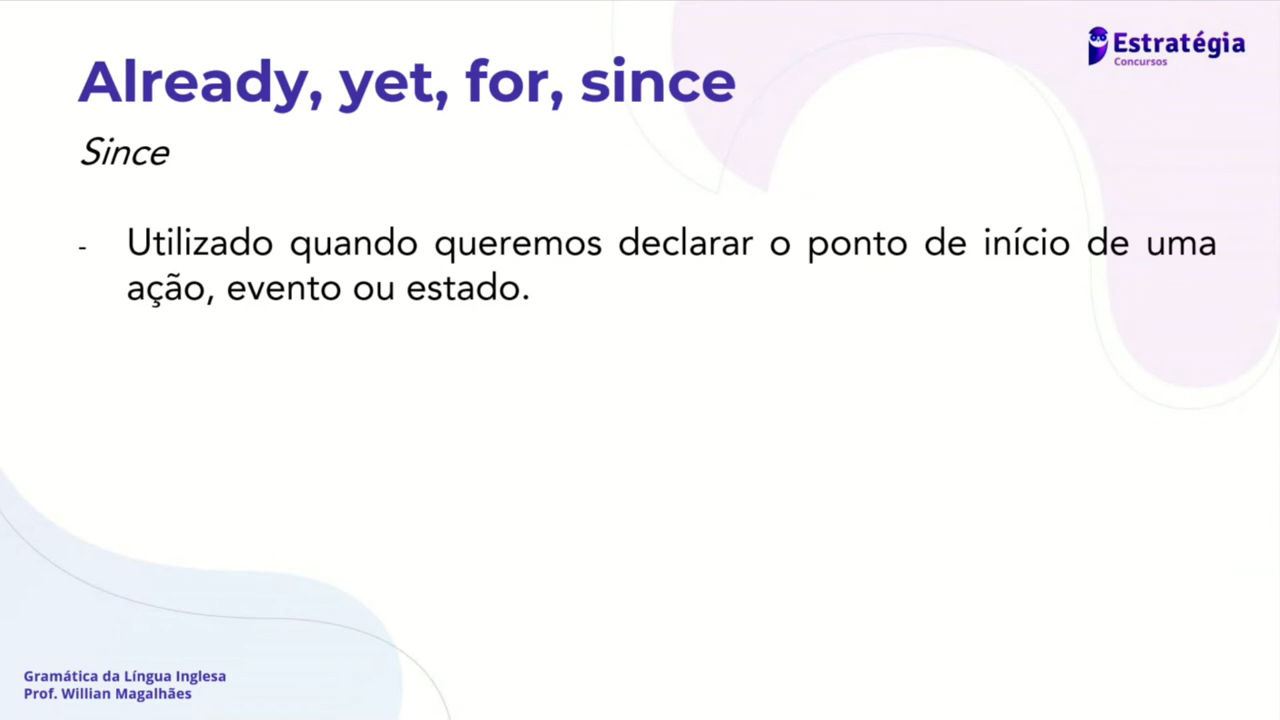 Estratégia
Concursos
Already, yet, for, since
Since
- Utilizado quando queremos declarar o ponto de início de uma
ação, evento ou estado.
Gramática da Língua Inglesa
Prof. Willian Magalhães